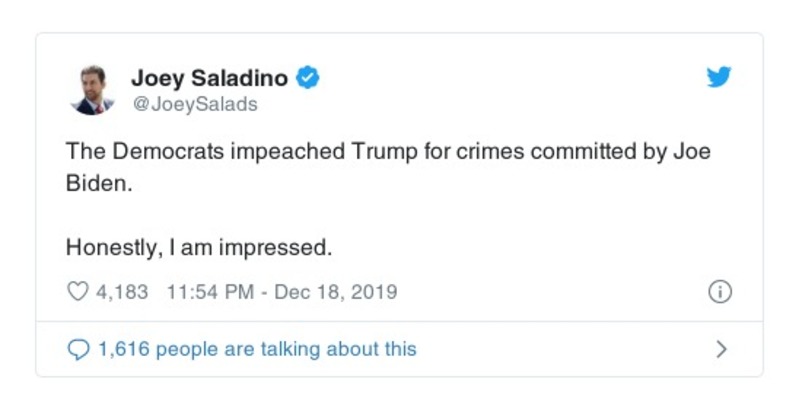 Joey Saladino
@JoeySalads
The Democrats impeached Trump for crimes committed by Joe
Biden.
Honestly, I am impressed.
4,183 11:54 PM - Dec 18, 2019
1,616 people are talking about this